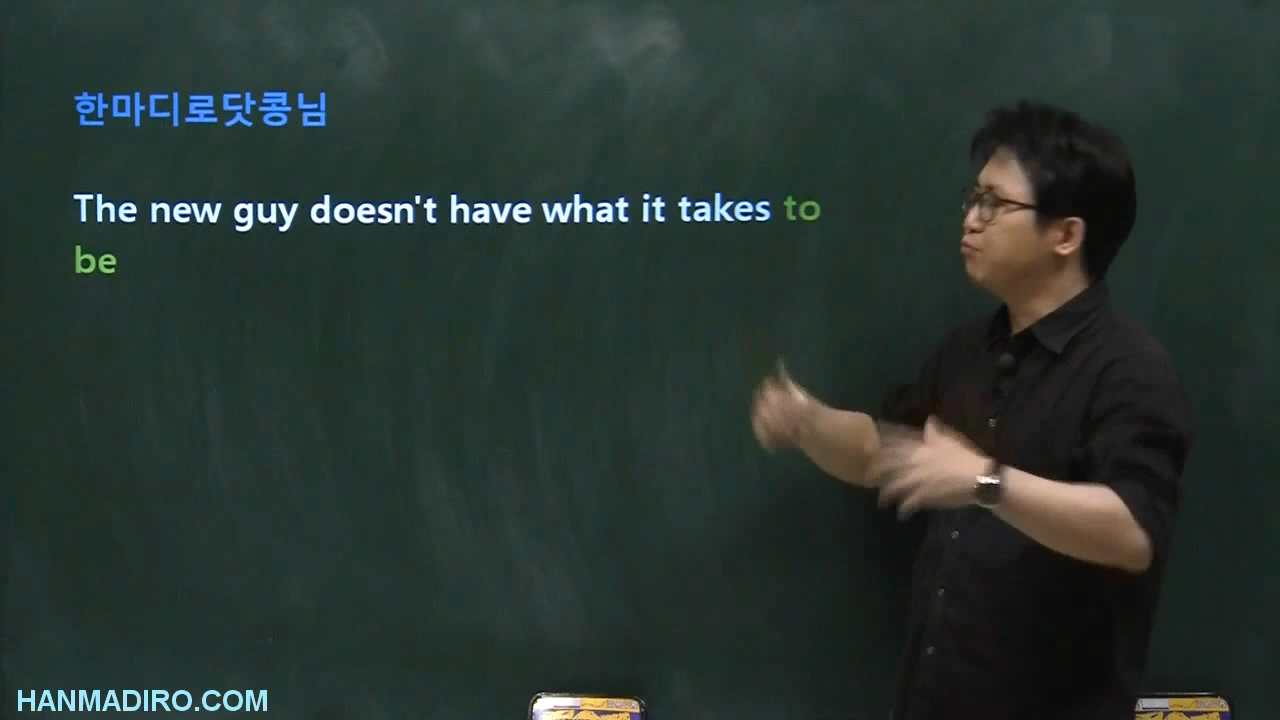 한마디로닷콩님
The new guy doesn't have what it takes to
be
HANMADIRO.COM